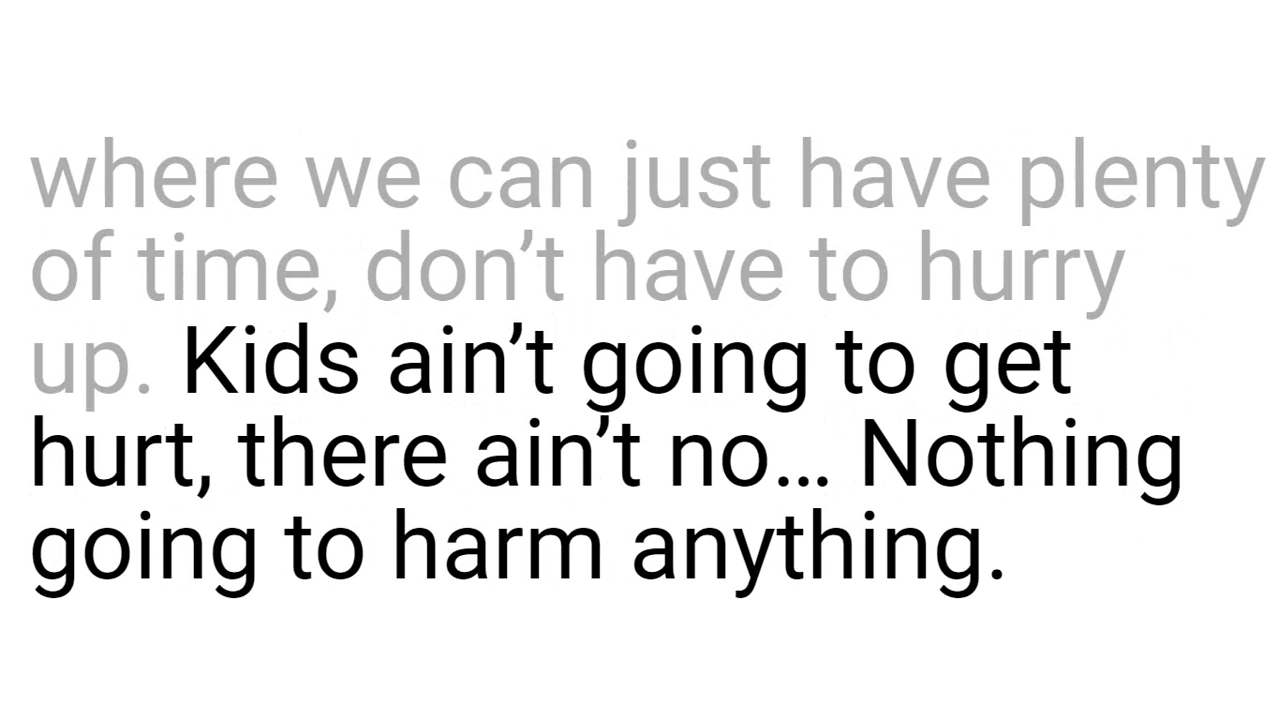 where we can just have plenty
of time, don’t have to hurry
up. Kids ain’t going to get
hurt, there ain’t no… Nothing
going to harm anything.